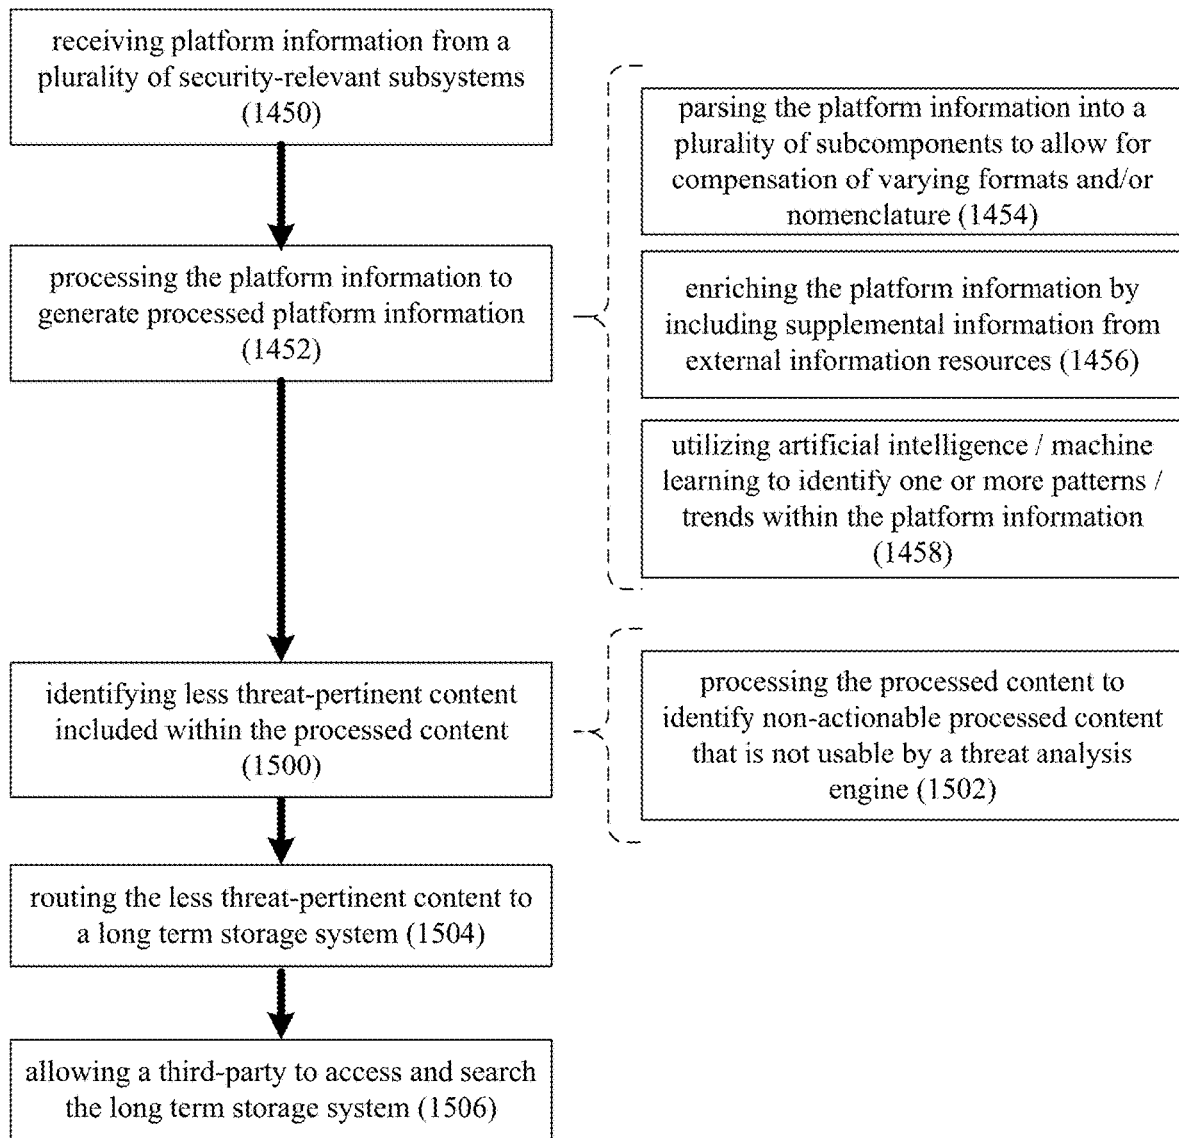 receiving platform information from a
plurality of security-relevant subsystems
(1450)
processing the platform information to
generate processed platform information
(1452)
parsing the platform information into a
plurality of subcomponents to allow for
compensation of varying formats and/or
nomenclature (1454)
enriching the platform information by
including supplemental information from
external information resources (1456)
utilizing artificial intelligence / machine
learning to identify one or more patterns /
trends within the platform information
(1458)
identifying less threat-pertinent content
included within the processed content
(1500)
processing the processed content to
identify non-actionable processed content
that is not usable by a threat analysis
engine (1502)
routing the less threat-pertinent content to
a long term storage system (1504)
allowing a third-party to access and search
the long term storage system (1506)